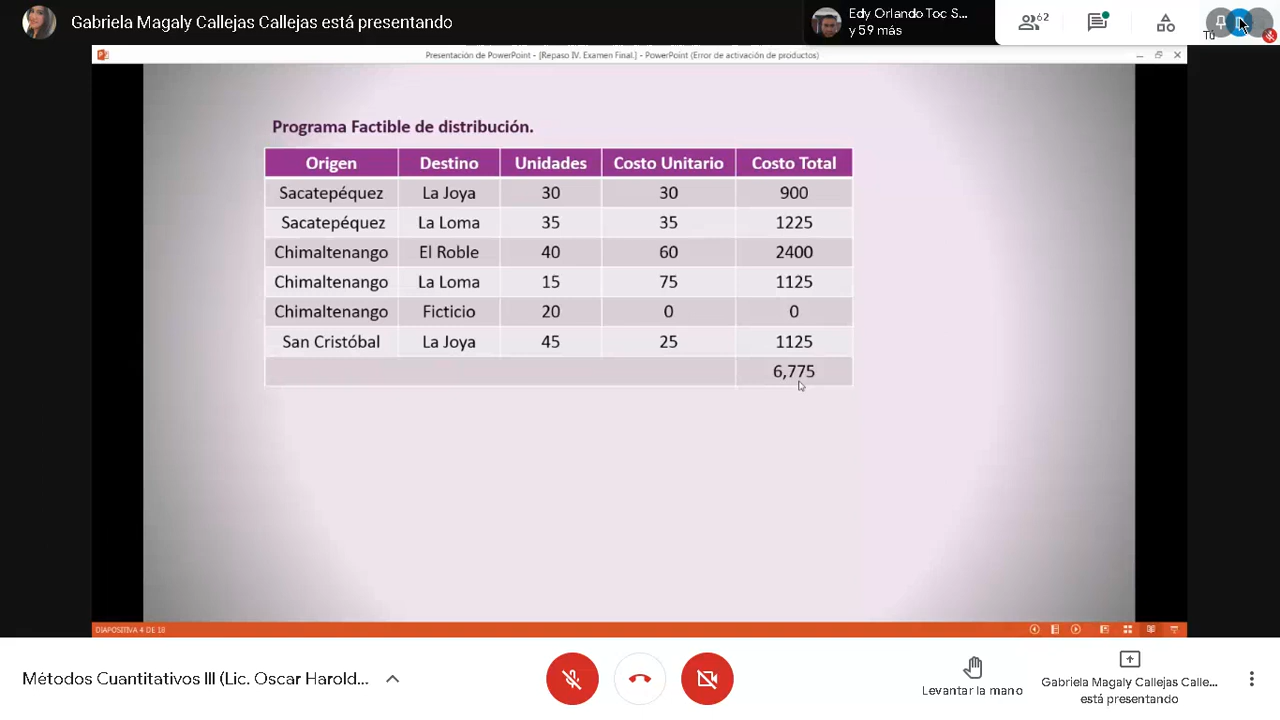 Gabriela Magaly Callejas Callejas está presentando
Edy Orlando Toc S...
y 59 más
62
Tú
Presentación de PowerPoint - [Repaso IV. Examen Final.] - PowerPoint (Error de activación de productos)
Programa Factible de distribución.
Origen Destino Unidades Costo Unitario Costo Total
Sacatepéquez La Joya 30 30 900
Sacatepéquez La Loma 35 35 1225
Chimaltenango El Roble 40 60 2400
Chimaltenango La Loma 15 75 1125
Chimaltenango Ficticio 20 0 0
San Cristóbal La Joya 45 25 1125
6,775
DIAPOSITIVA 4 DE 18
Métodos Cuantitativos III (Lic. Oscar Harold...
Levantar la mano
Gabriela Magaly Callejas Calle...
está presentando